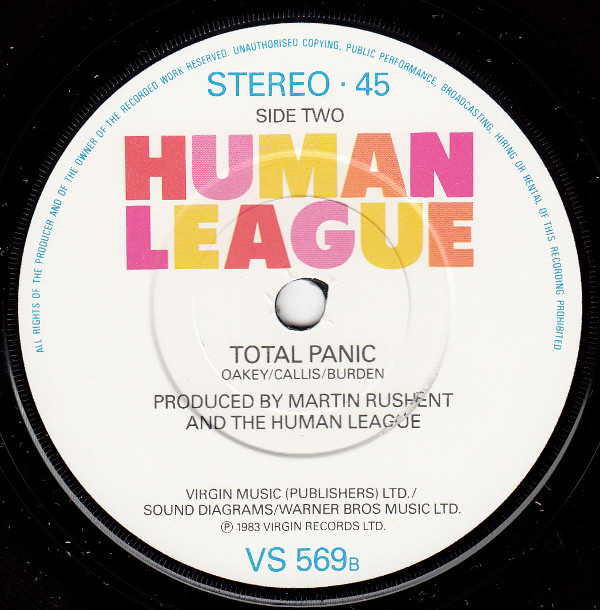 ALL RIGHTS OF THE PRODUCER AND OF THE OWNER OF THE RECORDED WORK RESERVED. UNAUTHORISED COPYING, PUBLIC PERFORMANCE, BROADCASTING, HIRING OR RENTAL OF THIS RECORDING PROHIBITED.
STEREO · 45
SIDE TWO
HUMAN
LEAGUE
TOTAL PANIC
OAKEY/CALLIS/BURDEN
PRODUCED BY MARTIN RUSHENT
AND THE HUMAN LEAGUE
VIRGIN MUSIC (PUBLISHERS) LTD./
SOUND DIAGRAMS/WARNER BROS MUSIC LTD.
℗ 1983 VIRGIN RECORDS LTD.
VS 569B